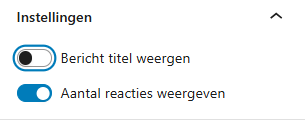 Instellingen
Bericht titel weergen
Aantal reacties weergeven